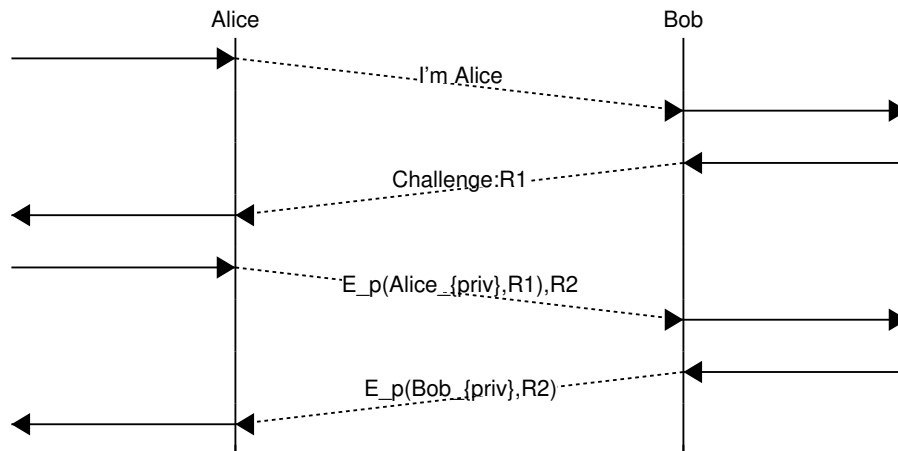 Alice Bob
I'm Alice
Challenge:R1
E_p(Alice_{priv},R1),R2
E_p(Bob_{priv},R2)